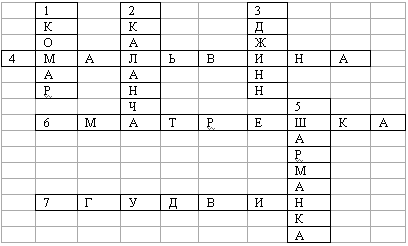 1 2 3
К К Д
О А Ж
4 М А Л Ь В И Н А
А А Н
Р Н Н
Ч 5
6 М А Т Р Е Ш К А
А
Р
М
А
7 Г У Д В И Н
К
А